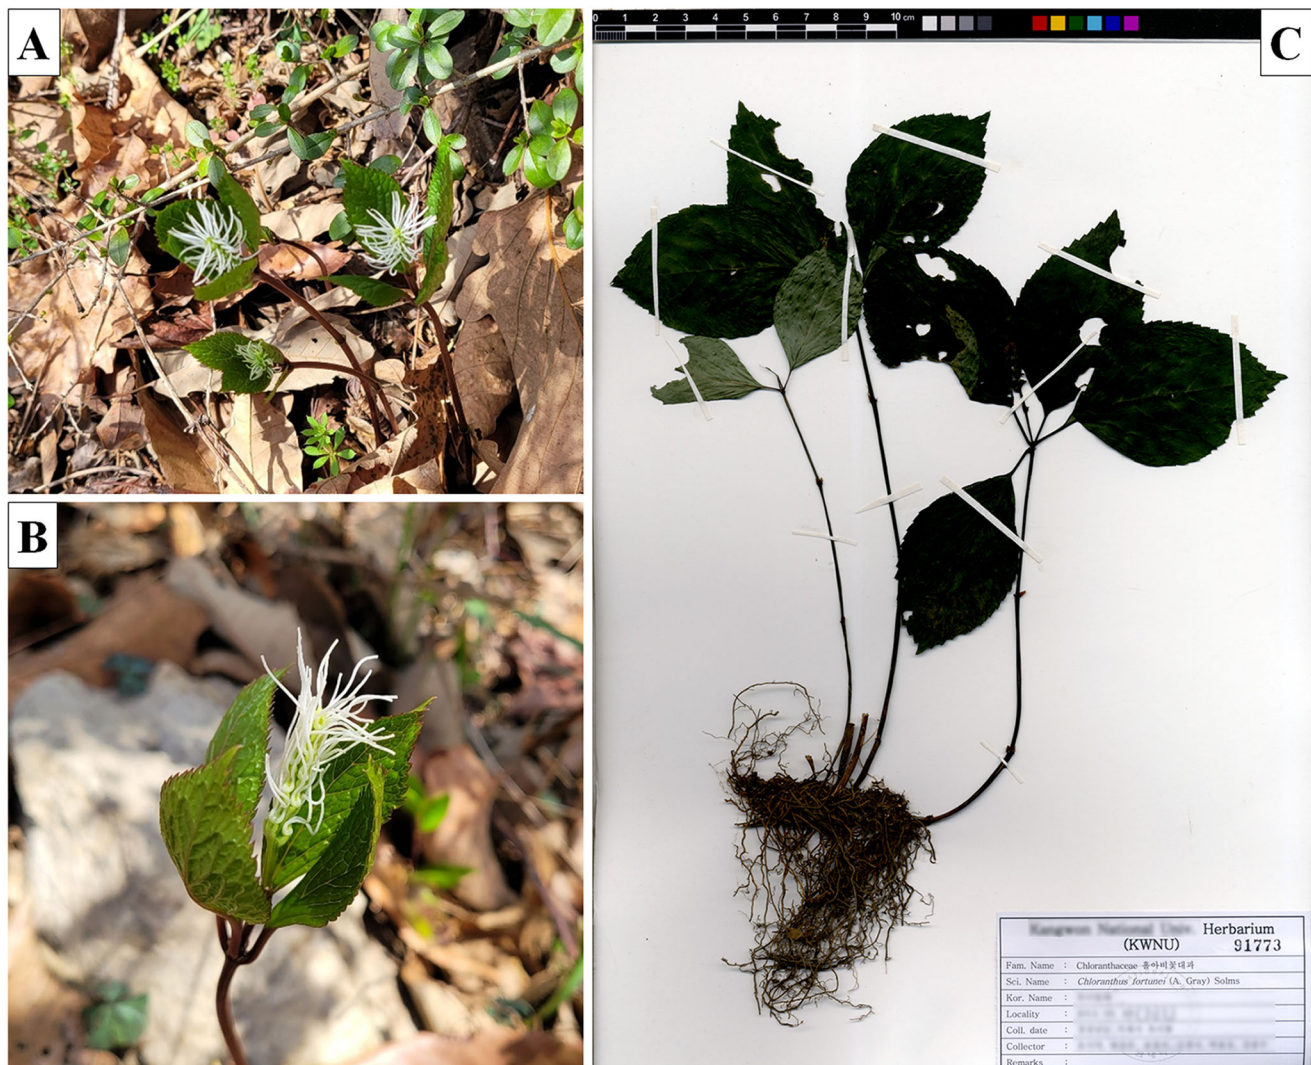 A
B
C
0 1 2 3 4 5 6 7 8 9 10 cm
Herbarium
(KWNU) 91773
Fam. Name : Chloranthaceae 홀아비꽃대과
Sci. Name : Chloranthus fortunei (A. Gray) Solms
Kor. Name :
Locality :
Coll. date :
Collector :
Remarks :